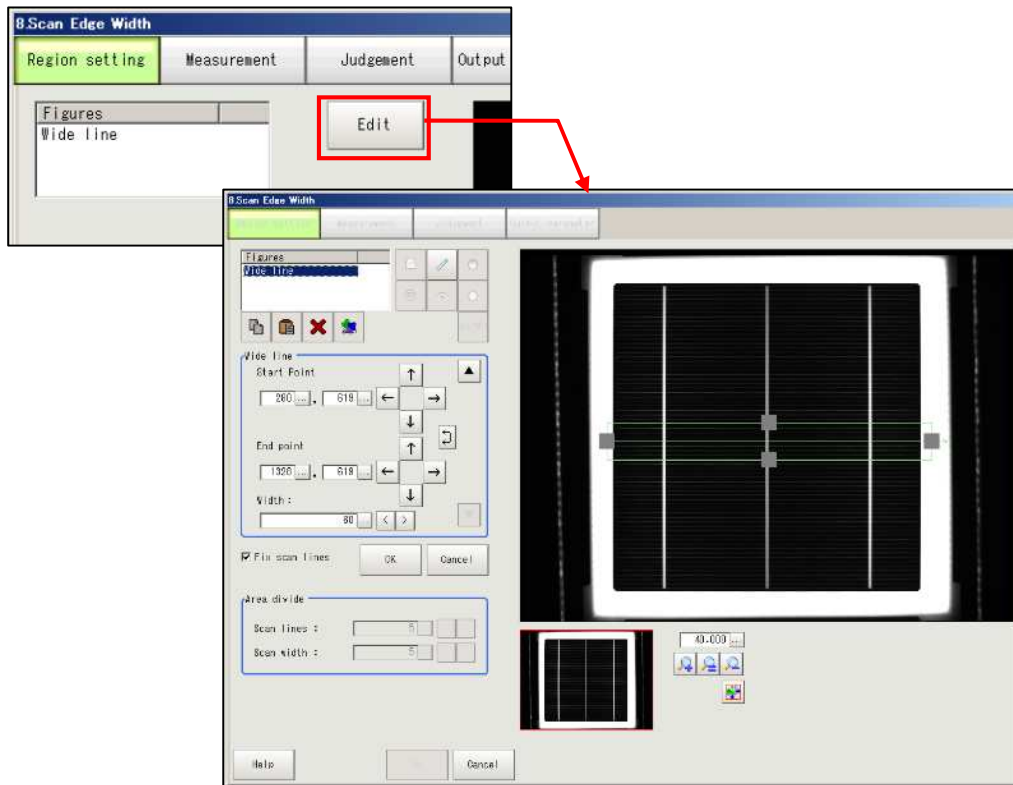 8.Scan Edge Width
Region setting Measurement Judgement Output
Figures
Wide line
Edit
8.Scan Edge Width
Figures
Wide line
Wide line
Start Point
260 ... , 618 ...
End point
1320 ... , 618 ...
Width :
60
Fix scan lines OK Cancel
Area divide
Scan lines : 5
Scan width : 5
40.000 ...
Help Cancel